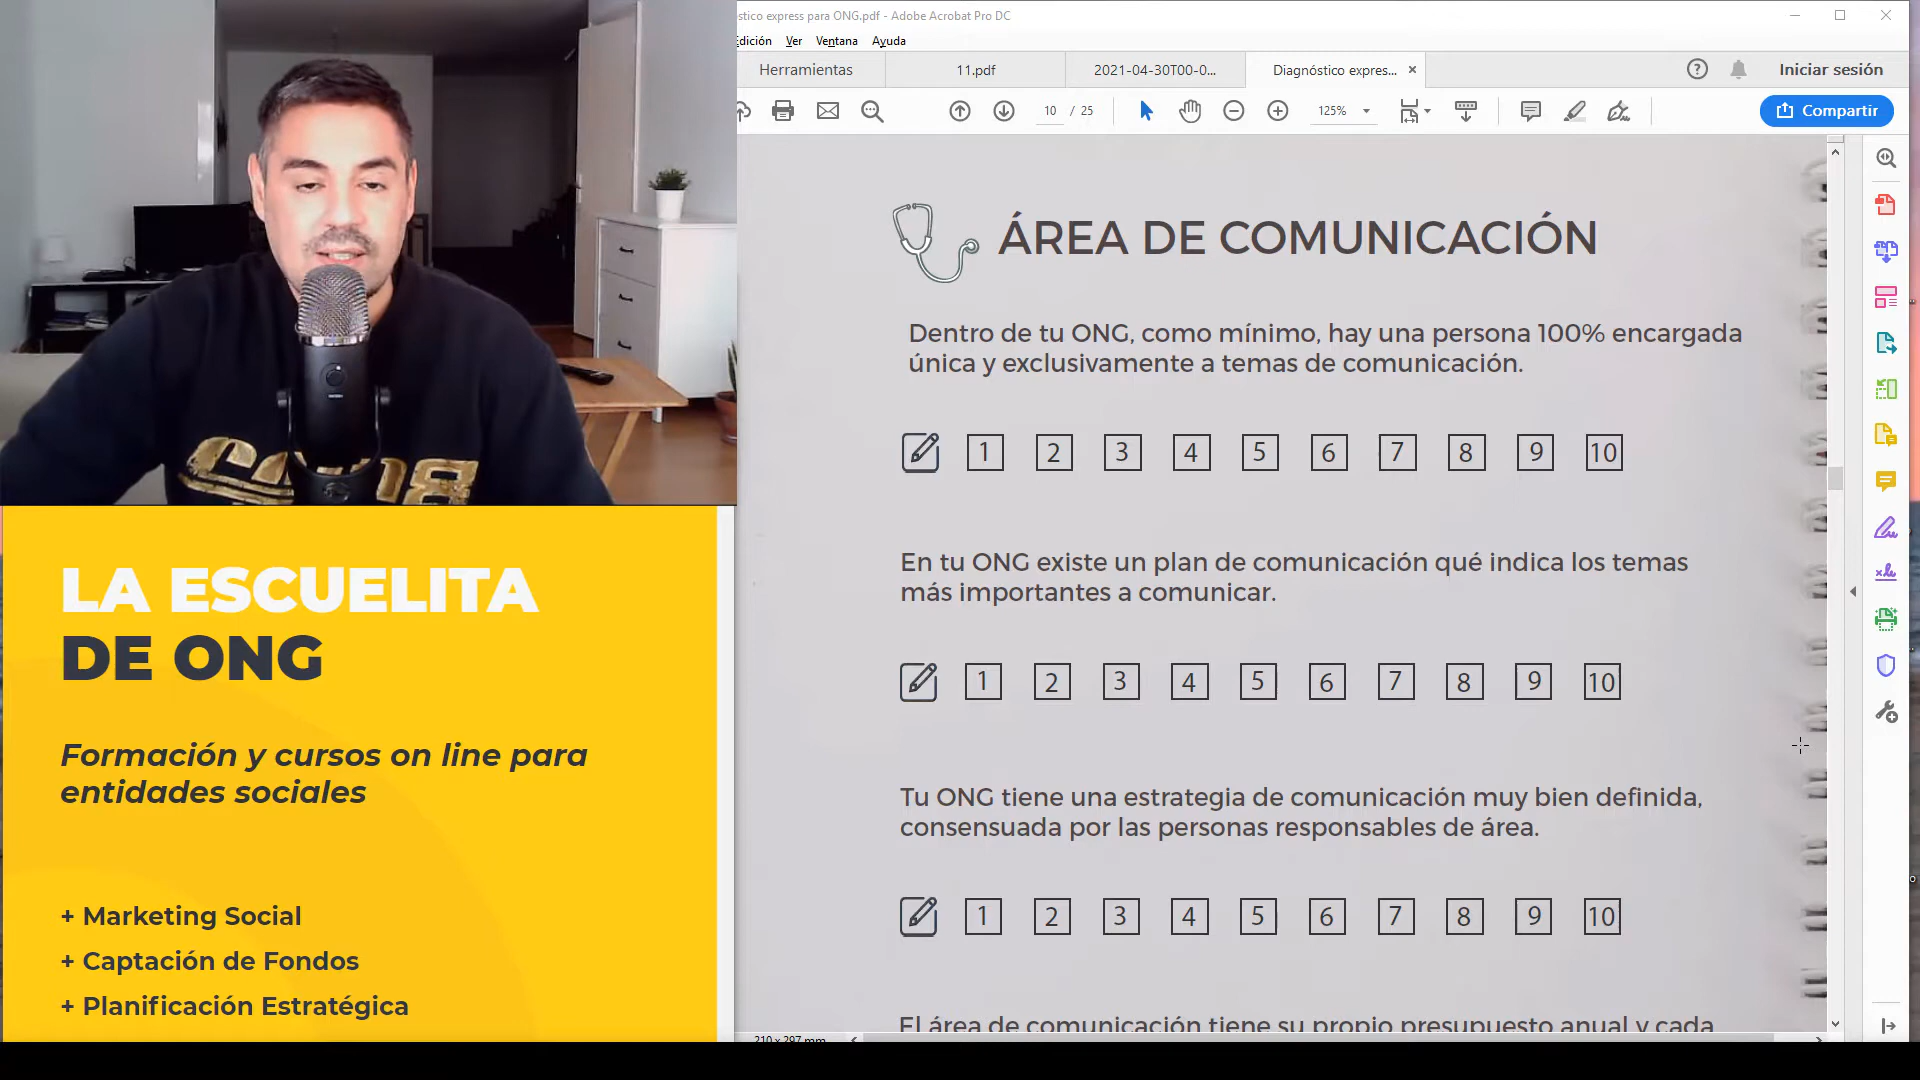 óstico express para ONG.pdf - Adobe Acrobat Pro DC
Edición Ver Ventana Ayuda
Herramientas 11.pdf 2021-04-30T00-0... Diagnóstico expres... × Iniciar sesión
10 / 25 125% Compartir
ÁREA DE COMUNICACIÓN
Dentro de tu ONG, como mínimo, hay una persona 100% encargada
única y exclusivamente a temas de comunicación.
1 2 3 4 5 6 7 8 9 10
En tu ONG existe un plan de comunicación qué indica los temas
más importantes a comunicar.
1 2 3 4 5 6 7 8 9 10
Tu ONG tiene una estrategia de comunicación muy bien definida,
consensuada por las personas responsables de área.
1 2 3 4 5 6 7 8 9 10
El área de comunicación tiene su propio presupuesto anual y cada
210 x 297 mm
LA ESCUELITA
DE ONG
Formación y cursos on line para
entidades sociales
+ Marketing Social
+ Captación de Fondos
+ Planificación Estratégica